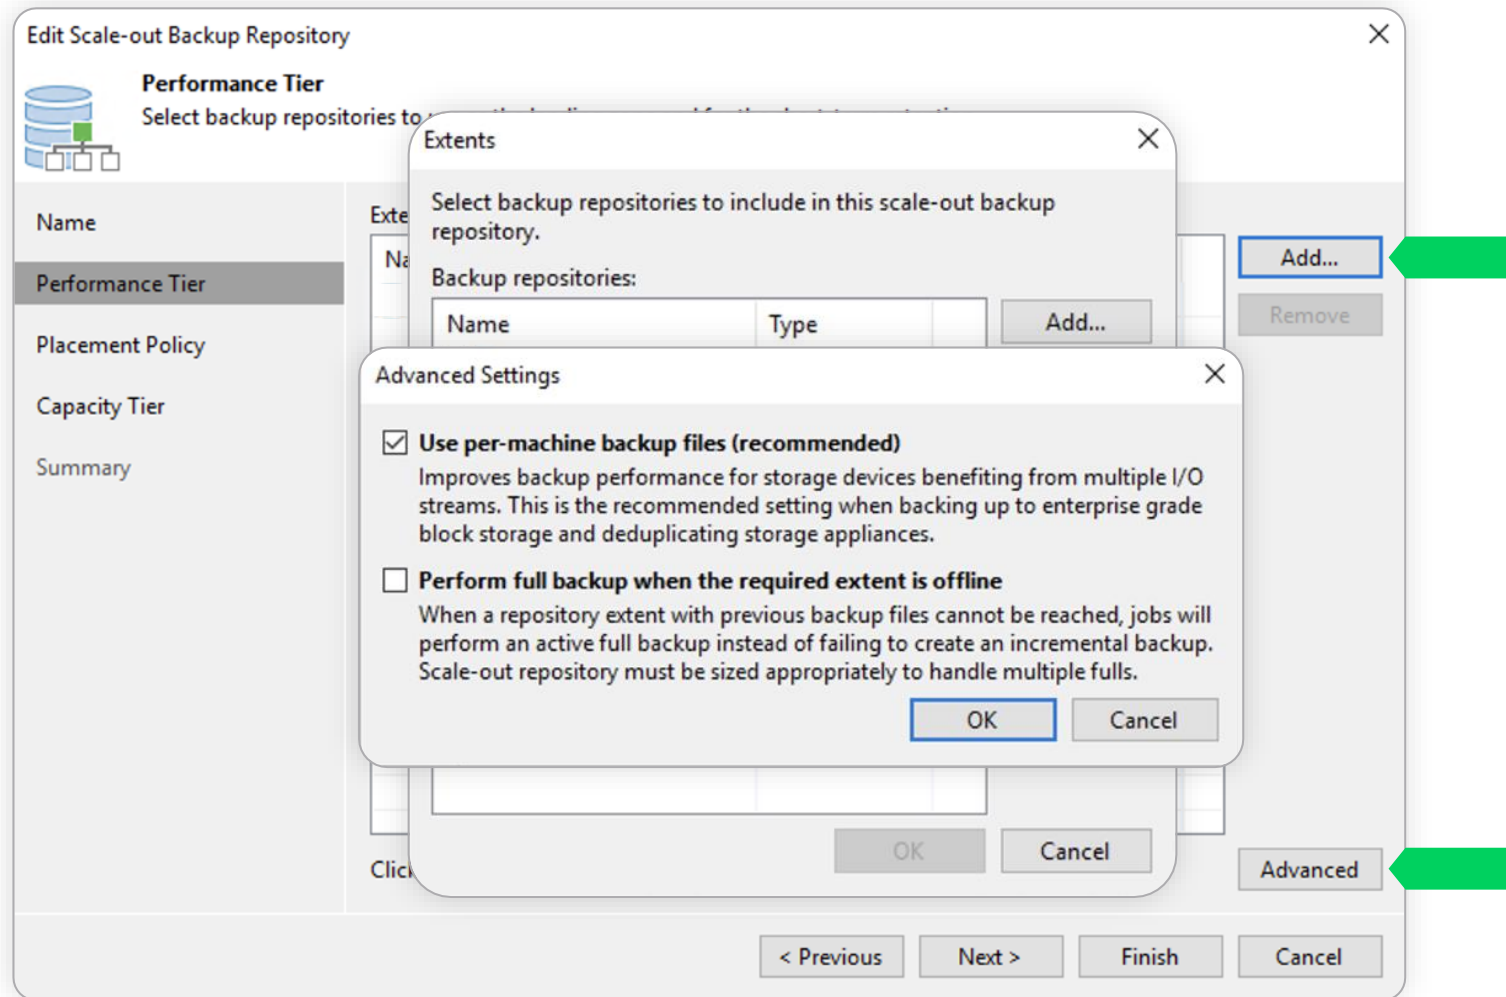 Edit Scale-out Backup Repository
Performance Tier
Select backup repositories to
Name
Performance Tier
Placement Policy
Capacity Tier
Summary
Add...
Remove
Advanced
Extents
Select backup repositories to include in this scale-out backup
repository.
Backup repositories:
Name Type
Add...
Advanced Settings
Use per-machine backup files (recommended)
Improves backup performance for storage devices benefiting from multiple I/O
streams. This is the recommended setting when backing up to enterprise grade
block storage and deduplicating storage appliances.
Perform full backup when the required extent is offline
When a repository extent with previous backup files cannot be reached, jobs will
perform an active full backup instead of failing to create an incremental backup.
Scale-out repository must be sized appropriately to handle multiple fulls.
OK Cancel
OK Cancel
< Previous Next > Finish Cancel